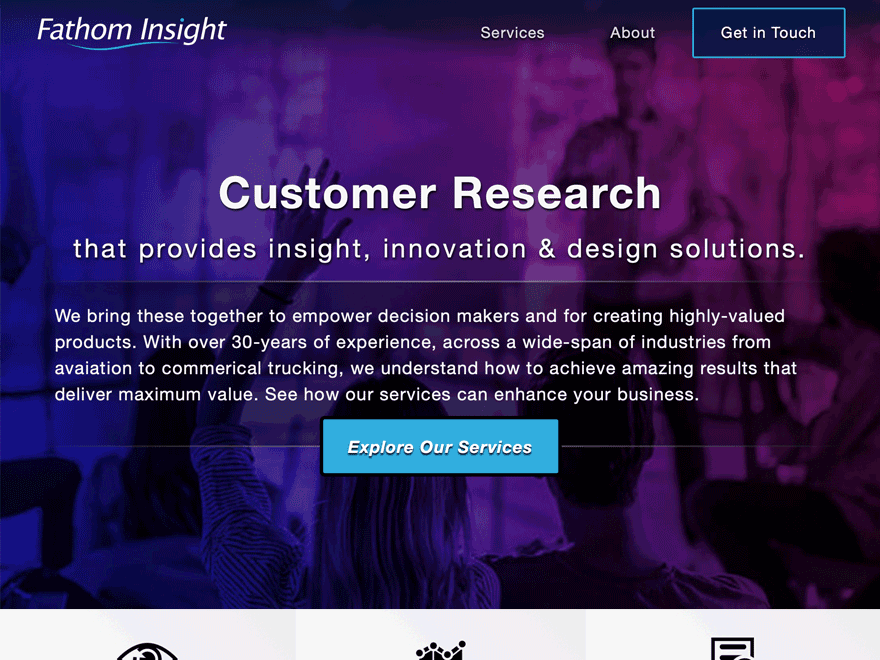 Fathom Insight
Services
About
Get in Touch
Customer Research
that provides insight, innovation & design solutions.
We bring these together to empower decision makers and for creating highly-valued
products. With over 30-years of experience, across a wide-span of industries from
avaiation to commerical trucking, we understand how to achieve amazing results that
deliver maximum value. See how our services can enhance your business.
Explore Our Services